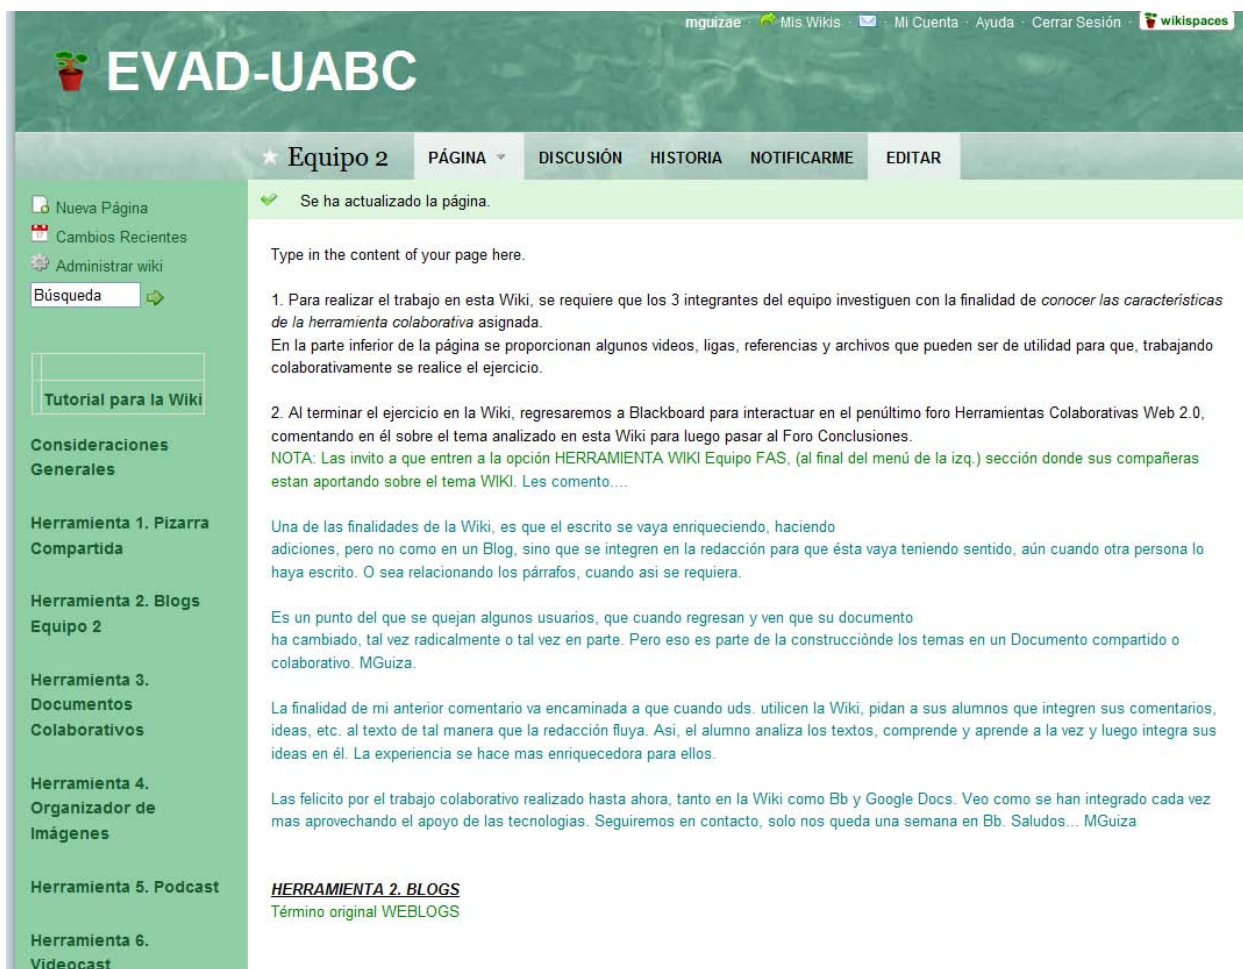 mguizae · Mis Wikis · · Mi Cuenta · Ayuda · Cerrar Sesión · wikispaces
EVAD-UABC
Equipo 2 PÁGINA DISCUSIÓN HISTORIA NOTIFICARME EDITAR
Nueva Página
Cambios Recientes
Administrar wiki
Búsqueda
Tutorial para la Wiki
Consideraciones
Generales
Herramienta 1. Pizarra
Compartida
Herramienta 2. Blogs
Equipo 2
Herramienta 3.
Documentos
Colaborativos
Herramienta 4.
Organizador de
Imágenes
Herramienta 5. Podcast
Herramienta 6.
Videocast
Se ha actualizado la página.
Type in the content of your page here.
1. Para realizar el trabajo en esta Wiki, se requiere que los 3 integrantes del equipo investiguen con la finalidad de conocer las características
de la herramienta colaborativa asignada.
En la parte inferior de la página se proporcionan algunos videos, ligas, referencias y archivos que pueden ser de utilidad para que, trabajando
colaborativamente se realice el ejercicio.
2. Al terminar el ejercicio en la Wiki, regresaremos a Blackboard para interactuar en el penúltimo foro Herramientas Colaborativas Web 2.0,
comentando en él sobre el tema analizado en esta Wiki para luego pasar al Foro Conclusiones.
NOTA: Las invito a que entren a la opción HERRAMIENTA WIKI Equipo FAS, (al final del menú de la izq.) sección donde sus compañeras
estan aportando sobre el tema WIKI. Les comento....
Una de las finalidades de la Wiki, es que el escrito se vaya enriqueciendo, haciendo
adiciones, pero no como en un Blog, sino que se integren en la redacción para que ésta vaya teniendo sentido, aún cuando otra persona lo
haya escrito. O sea relacionando los párrafos, cuando asi se requiera.
Es un punto del que se quejan algunos usuarios, que cuando regresan y ven que su documento
ha cambiado, tal vez radicalmente o tal vez en parte. Pero eso es parte de la construcciònde los temas en un Documento compartido o
colaborativo. MGuiza.
La finalidad de mi anterior comentario va encaminada a que cuando uds. utilicen la Wiki, pidan a sus alumnos que integren sus comentarios,
ideas, etc. al texto de tal manera que la redacción fluya. Asi, el alumno analiza los textos, comprende y aprende a la vez y luego integra sus
ideas en él. La experiencia se hace mas enriquecedora para ellos.
Las felicito por el trabajo colaborativo realizado hasta ahora, tanto en la Wiki como Bb y Google Docs. Veo como se han integrado cada vez
mas aprovechando el apoyo de las tecnologias. Seguiremos en contacto, solo nos queda una semana en Bb. Saludos... MGuiza
HERRAMIENTA 2. BLOGS
Término original WEBLOGS